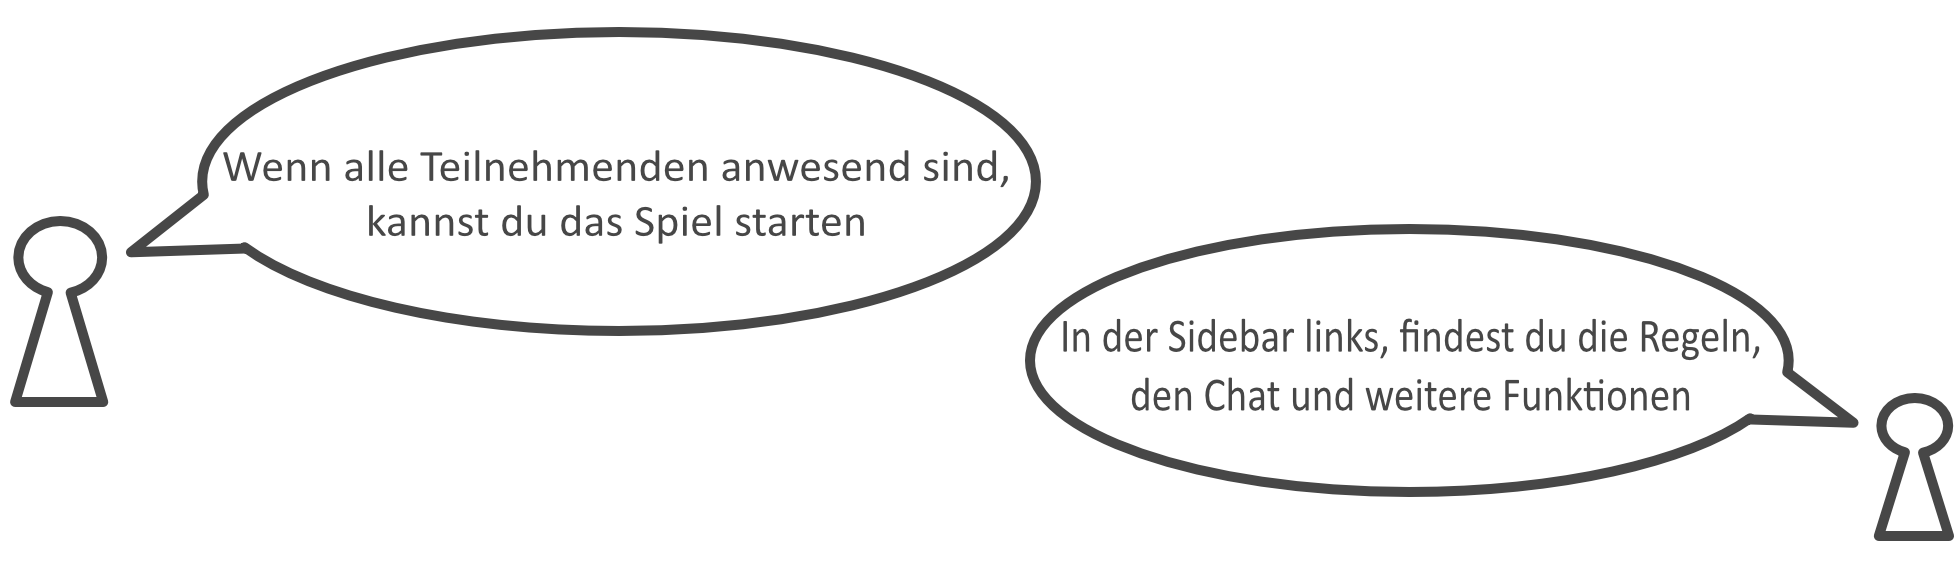 Wenn alle Teilnehmenden anwesend sind,
kannst du das Spiel starten
In der Sidebar links, findest du die Regeln,
den Chat und weitere Funktionen